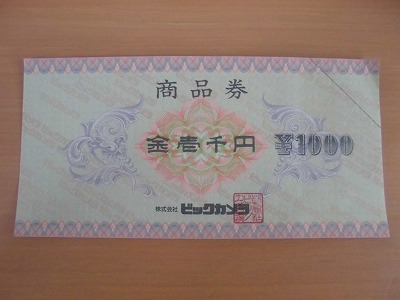 商品券
金壱千円 ¥1000
株式会社 ビックカメラ